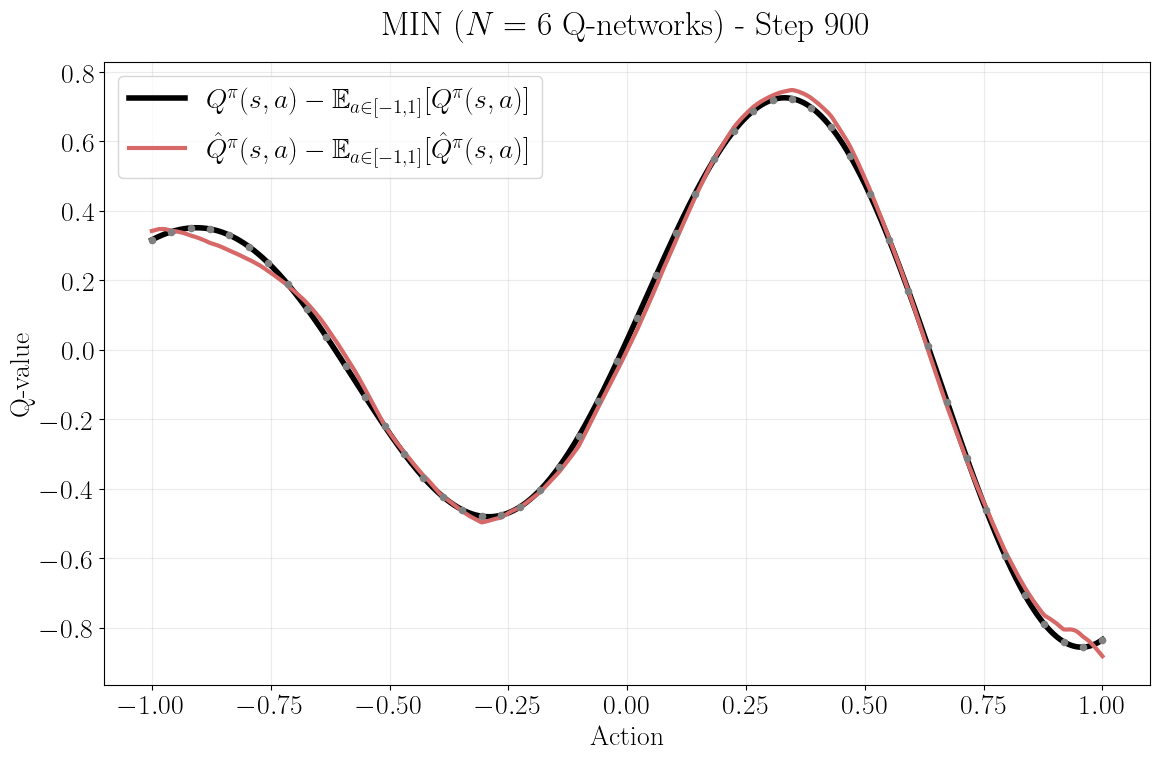 MIN (N = 6 Q-networks) - Step 900
Q^π(s, a) − 𝔼_{a∈[−1,1]}[Q^π(s, a)]
Q̂^π(s, a) − 𝔼_{a∈[−1,1]}[Q̂^π(s, a)]
0.8
0.6
0.4
0.2
0.0
−0.2
−0.4
−0.6
−0.8
Q-value
−1.00 −0.75 −0.50 −0.25 0.00 0.25 0.50 0.75 1.00
Action